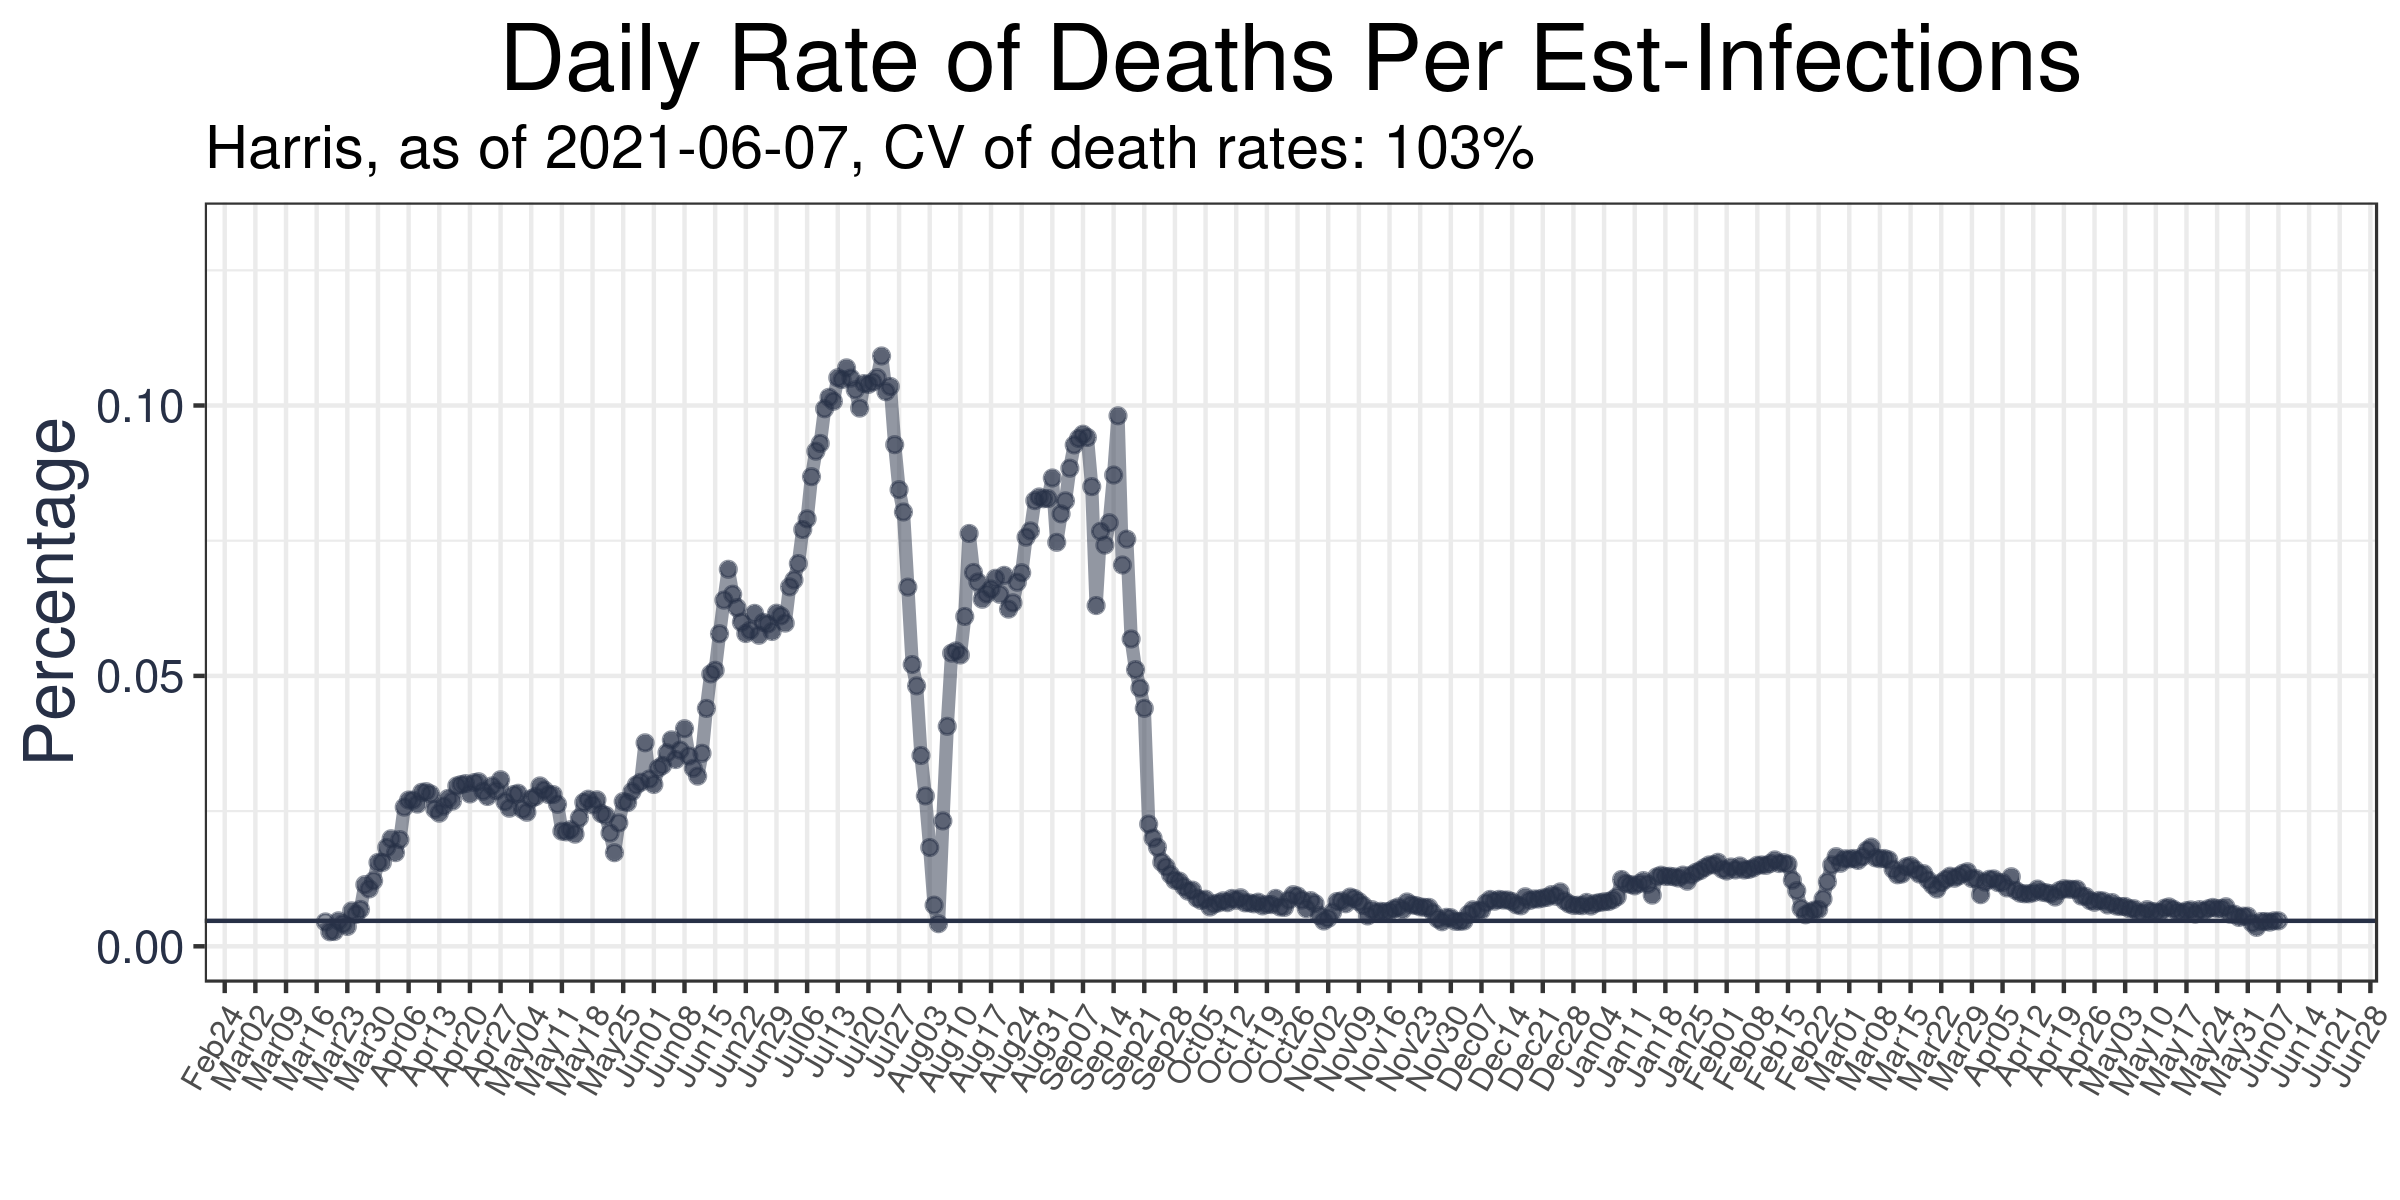 Daily Rate of Deaths Per Est-Infections
Harris, as of 2021-06-07, CV of death rates: 103%
Percentage
0.10
0.05
0.00
Feb24
Mar02
Mar09
Mar16
Mar23
Mar30
Apr06
Apr13
Apr20
Apr27
May04
May11
May18
May25
Jun01
Jun08
Jun15
Jun22
Jun29
Jul06
Jul13
Jul20
Jul27
Aug03
Aug10
Aug17
Aug24
Aug31
Sep07
Sep14
Sep21
Sep28
Oct05
Oct12
Oct19
Oct26
Nov02
Nov09
Nov16
Nov23
Nov30
Dec07
Dec14
Dec21
Dec28
Jan04
Jan11
Jan18
Jan25
Feb01
Feb08
Feb15
Feb22
Mar01
Mar08
Mar15
Mar22
Mar29
Apr05
Apr12
Apr19
Apr26
May03
May10
May17
May24
May31
Jun07
Jun14
Jun21
Jun28